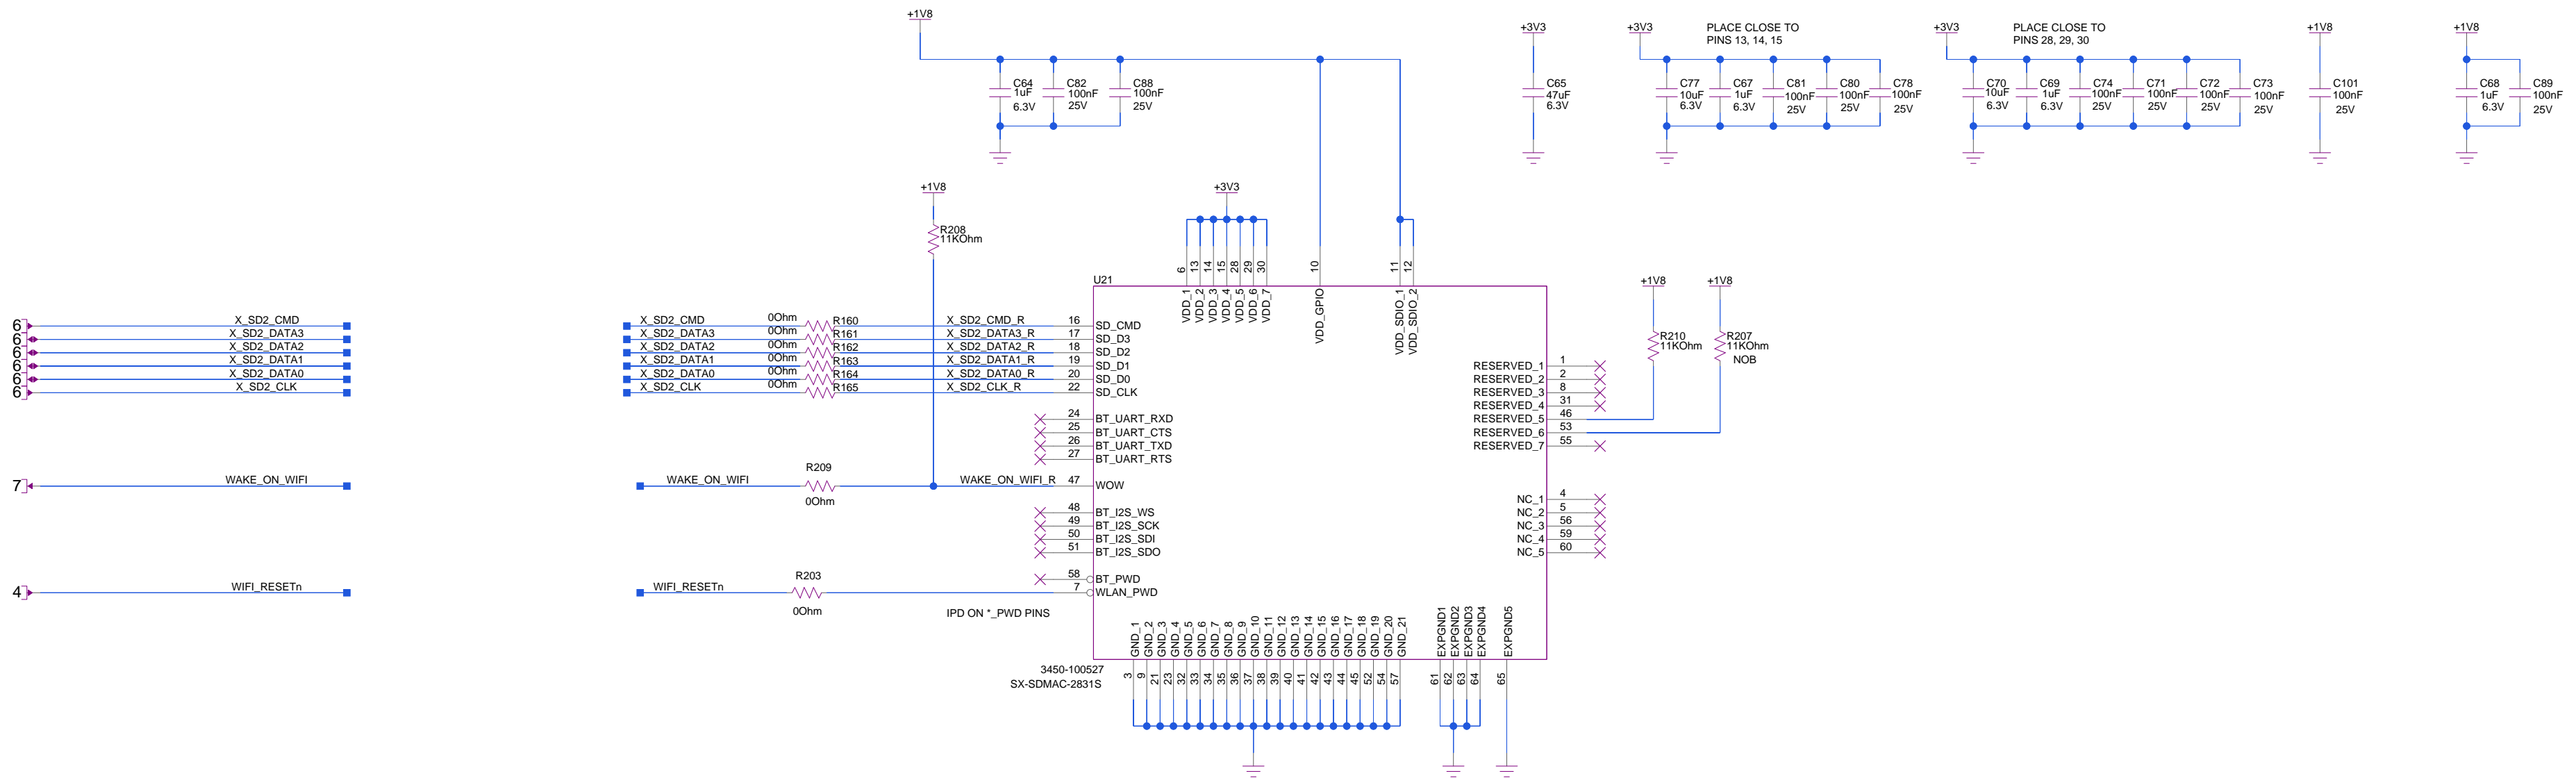 +1V8
C64
1uF
6.3V
C82
100nF
25V
C88
100nF
25V
+3V3
C65
47uF
6.3V
+3V3
PLACE CLOSE TO
PINS 13, 14, 15
C77
10uF
6.3V
C67
1uF
6.3V
C81
100nF
25V
C80
100nF
25V
C78
100nF
25V
+3V3
PLACE CLOSE TO
PINS 28, 29, 30
C70
10uF
6.3V
C69
1uF
6.3V
C74
100nF
25V
C71
100nF
25V
C72
100nF
25V
C73
100nF
25V
+1V8
C101
100nF
25V
+1V8
C68
1uF
6.3V
C89
100nF
25V
+1V8
R208
11KOhm
+3V3
U21
6 13 14 15 28 29 30 10 11 12
VDD_1 VDD_2 VDD_3 VDD_4 VDD_5 VDD_6 VDD_7 VDD_GPIO VDD_SDIO_1 VDD_SDIO_2
6 X_SD2_CMD
6 X_SD2_DATA3
6 X_SD2_DATA2
6 X_SD2_DATA1
6 X_SD2_DATA0
6 X_SD2_CLK
X_SD2_CMD 0Ohm R160 X_SD2_CMD_R 16 SD_CMD
X_SD2_DATA3 0Ohm R161 X_SD2_DATA3_R 17 SD_D3
X_SD2_DATA2 0Ohm R162 X_SD2_DATA2_R 18 SD_D2
X_SD2_DATA1 0Ohm R163 X_SD2_DATA1_R 19 SD_D1
X_SD2_DATA0 0Ohm R164 X_SD2_DATA0_R 20 SD_D0
X_SD2_CLK 0Ohm R165 X_SD2_CLK_R 22 SD_CLK
24 BT_UART_RXD
25 BT_UART_CTS
26 BT_UART_TXD
27 BT_UART_RTS
7 WAKE_ON_WIFI
WAKE_ON_WIFI
R209
0Ohm
WAKE_ON_WIFI_R 47 WOW
48 BT_I2S_WS
49 BT_I2S_SCK
50 BT_I2S_SDI
51 BT_I2S_SDO
58 BT_PWD
4 WIFI_RESETn
WIFI_RESETn
R203
0Ohm
7 WLAN_PWD
IPD ON *_PWD PINS
+1V8
R210
11KOhm
+1V8
R207
11KOhm
NOB
RESERVED_1 1
RESERVED_2 2
RESERVED_3 8
RESERVED_4 31
RESERVED_5 46
RESERVED_6 53
RESERVED_7 55
NC_1 4
NC_2 5
NC_3 56
NC_4 59
NC_5 60
GND_1 GND_2 GND_3 GND_4 GND_5 GND_6 GND_7 GND_8 GND_9 GND_10 GND_11 GND_12 GND_13 GND_14 GND_15 GND_16 GND_17 GND_18 GND_19 GND_20 GND_21 EXPGND1 EXPGND2 EXPGND3 EXPGND4 EXPGND5
3 9 21 23 32 33 34 35 36 37 38 39 40 41 42 43 44 45 52 54 57 61 62 63 64 65
3450-100527
SX-SDMAC-2831S